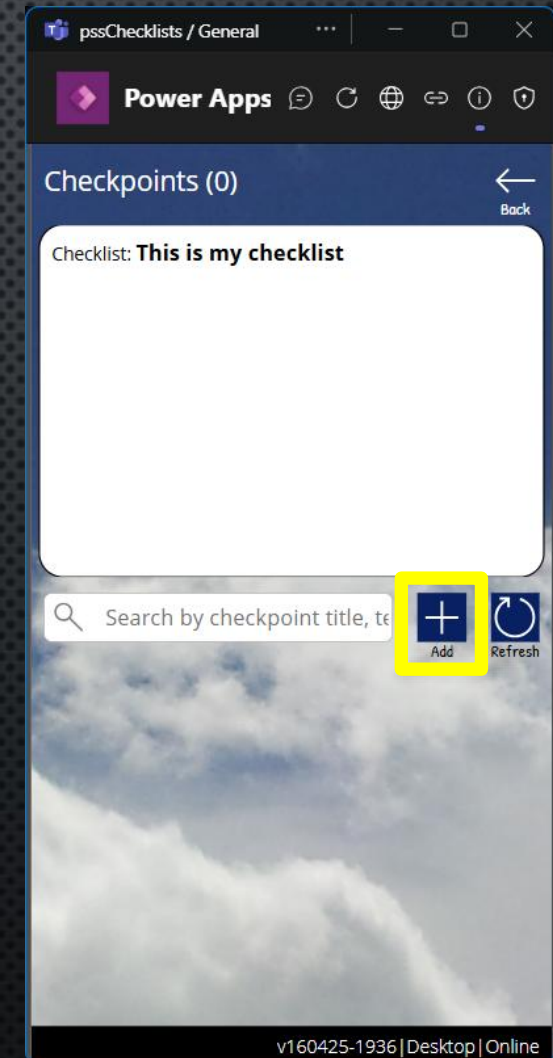 pssChecklists / General
Power Apps
Checkpoints (0)
Back
Checklist: This is my checklist
Search by checkpoint title, te
Add
Refresh
v160425-1936|Desktop|Online